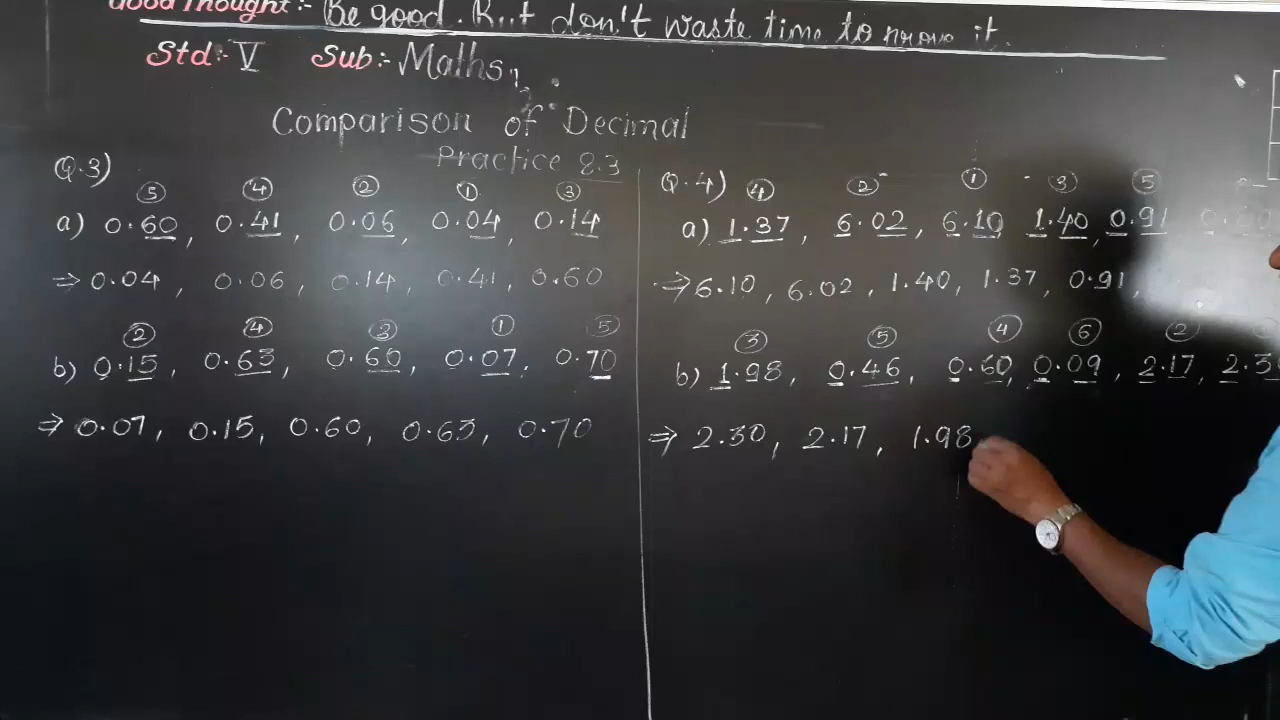 Good Thought:- Be good. But don't waste time to prove it.
Std:- V Sub:- Maths
Comparison of Decimal
Practice 8.3
Q.3)
5 4 2 1 3
a) 0.60, 0.41, 0.06, 0.04, 0.14
⇒ 0.04, 0.06, 0.14, 0.41, 0.60
2 4 3 1 5
b) 0.15, 0.63, 0.60, 0.07, 0.70
⇒ 0.07, 0.15, 0.60, 0.63, 0.70
Q.4)
4 2 1 3 5
a) 1.37, 6.02, 6.10, 1.40, 0.91
⇒ 6.10, 6.02, 1.40, 1.37, 0.91,
3 5 4 6 2
b) 1.98, 0.46, 0.60, 0.09, 2.17, 2.30
⇒ 2.30, 2.17, 1.98